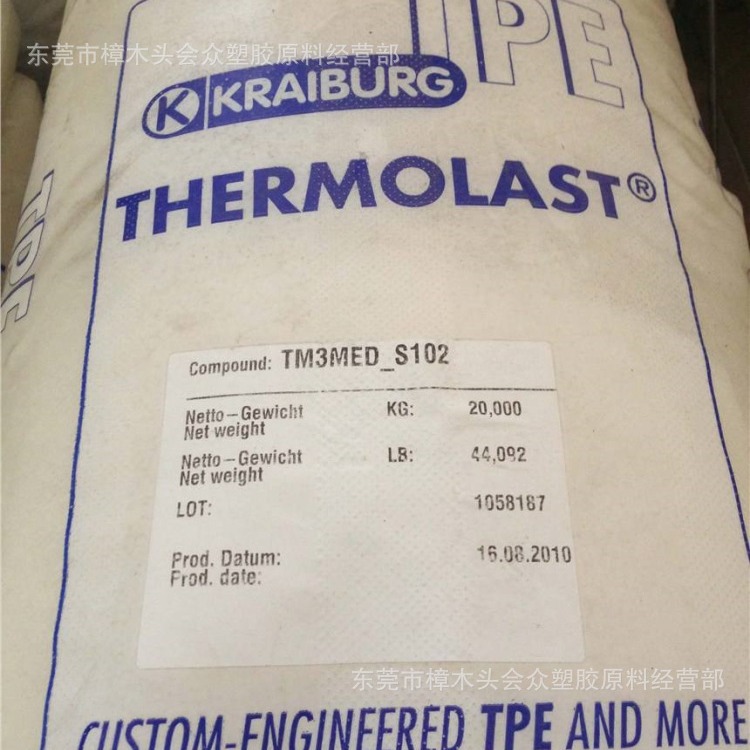 TPE
东莞市樟木头会众塑胶原料经营部
K KRAIBURG
THERMOLAST®
TPE
Compound: TM3MED_S102
Netto-Gewicht KG: 20,000
Net weight
Netto-Gewicht LB: 44,092
Net weight
LOT: 1058187
Prod. Datum: 16.08.2010
Prod. date:
东莞市樟木头会众塑胶原料经营部
CUSTOM-ENGINEERED TPE AND MORE